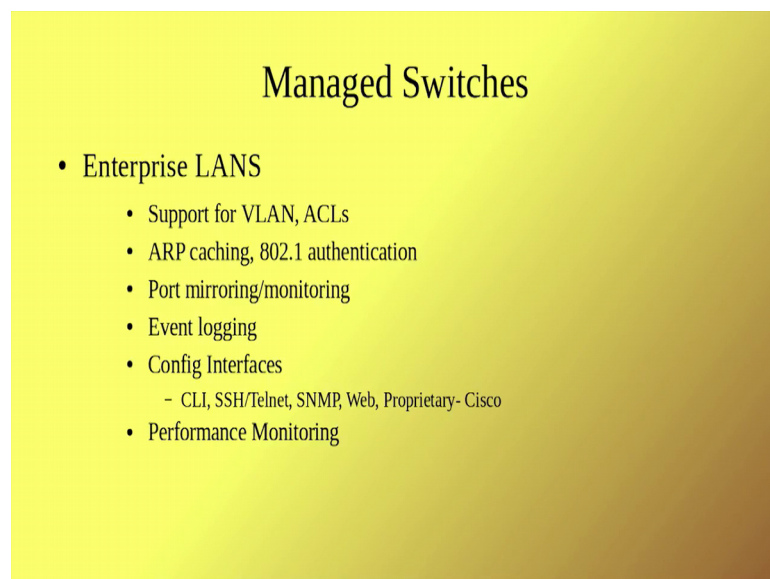 Managed Switches
• Enterprise LANS
• Support for VLAN, ACLs
• ARP caching, 802.1 authentication
• Port mirroring/monitoring
• Event logging
• Config Interfaces
– CLI, SSH/Telnet, SNMP, Web, Proprietary- Cisco
• Performance Monitoring